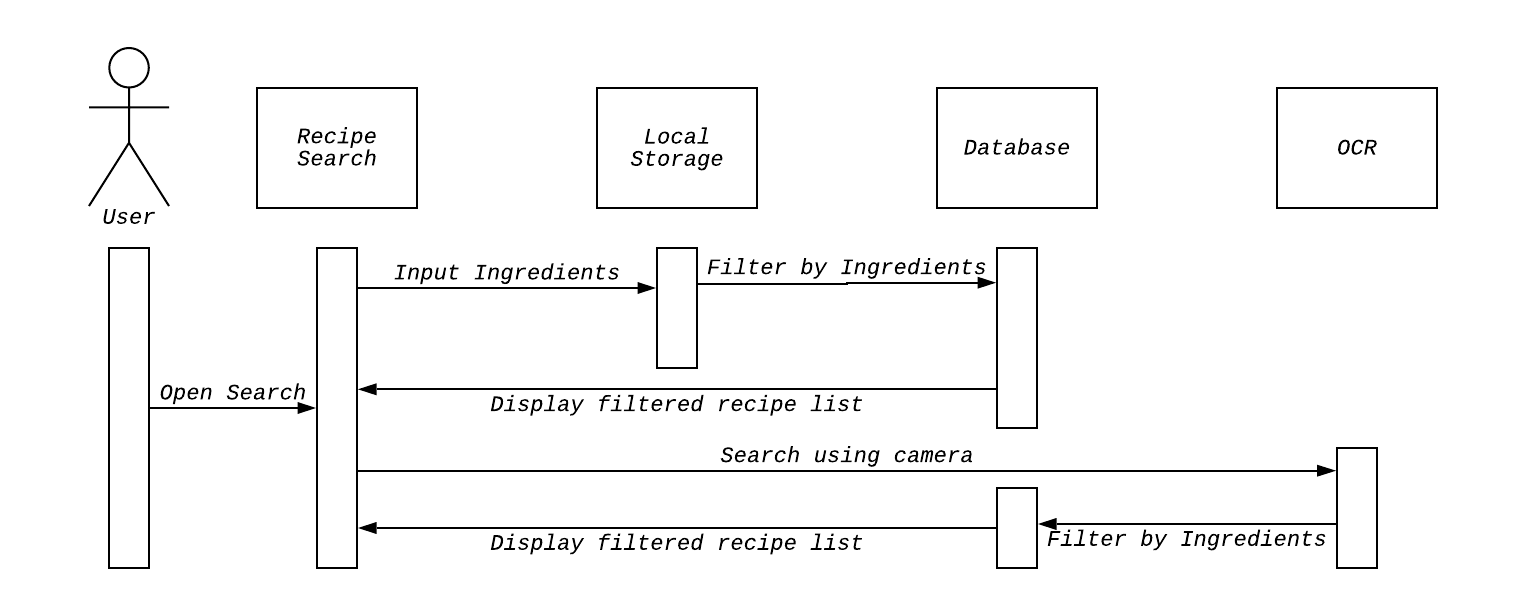 Recipe
Search
Local
Storage
Database
OCR
User
Input Ingredients
Filter by Ingredients
Open Search
Display filtered recipe list
Search using camera
Display filtered recipe list
Filter by Ingredients